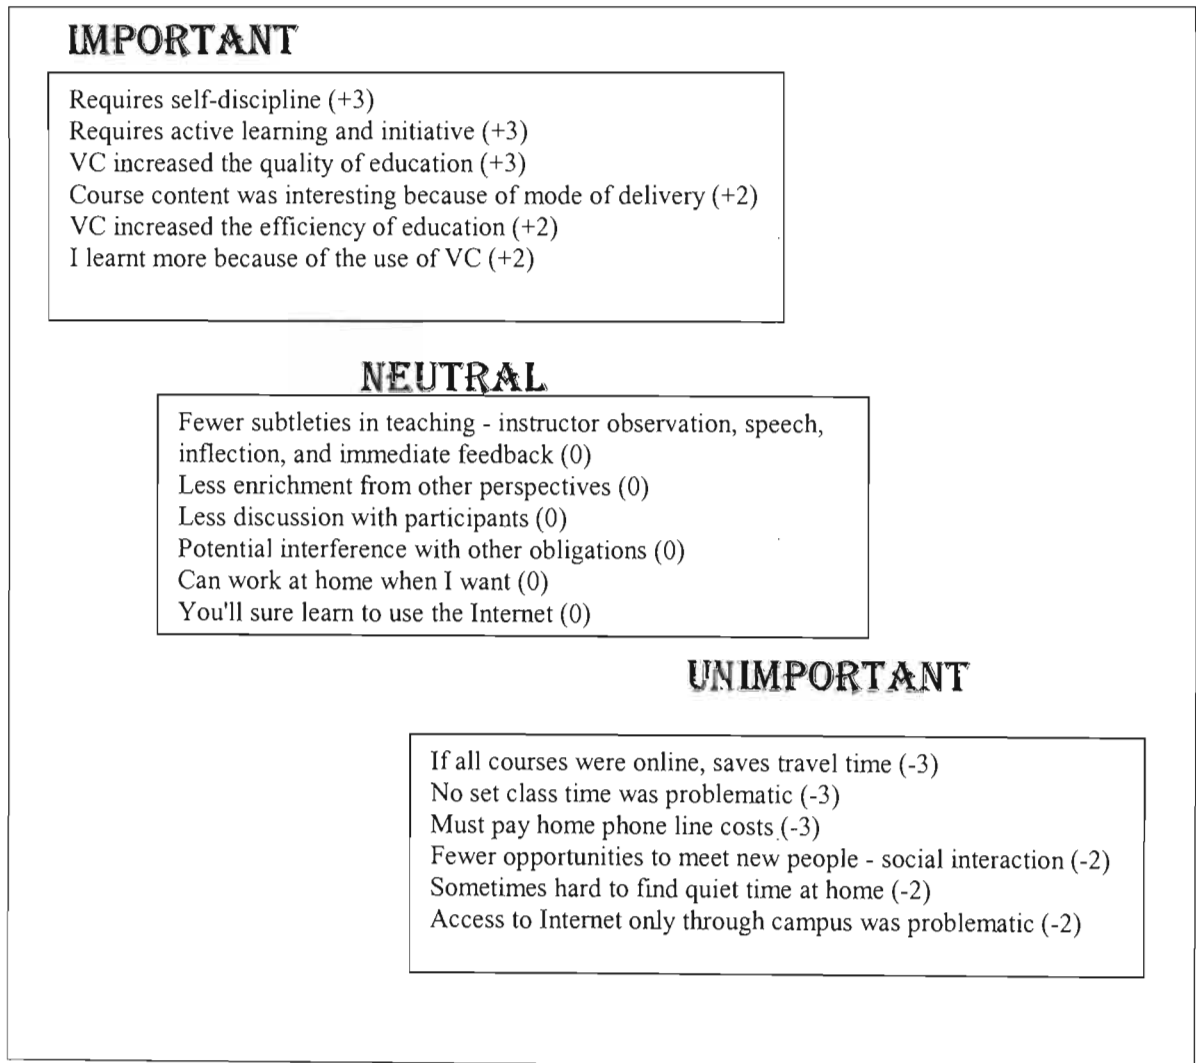 IMPORTANT
Requires self-discipline (+3)
Requires active learning and initiative (+3)
VC increased the quality of education (+3)
Course content was interesting because of mode of delivery (+2)
VC increased the efficiency of education (+2)
I learnt more because of the use of VC (+2)
NEUTRAL
Fewer subtleties in teaching - instructor observation, speech,
inflection, and immediate feedback (0)
Less enrichment from other perspectives (0)
Less discussion with participants (0)
Potential interference with other obligations (0)
Can work at home when I want (0)
You'll sure learn to use the Internet (0)
UNIMPORTANT
If all courses were online, saves travel time (-3)
No set class time was problematic (-3)
Must pay home phone line costs (-3)
Fewer opportunities to meet new people - social interaction (-2)
Sometimes hard to find quiet time at home (-2)
Access to Internet only through campus was problematic (-2)